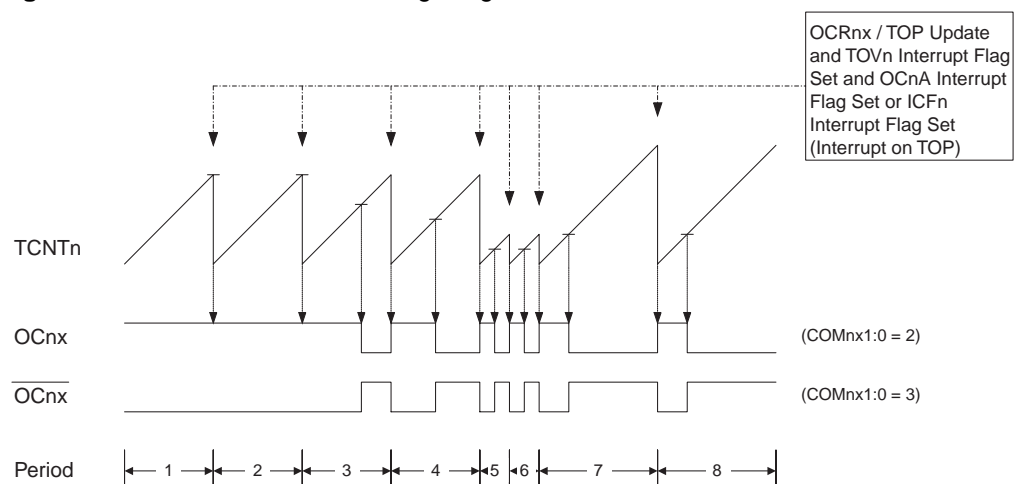 OCRnx / TOP Update
and TOVn Interrupt Flag
Set and OCnA Interrupt
Flag Set or ICFn
Interrupt Flag Set
(Interrupt on TOP)
TCNTn
OCnx
(COMnx1:0 = 2)
OCnx
(COMnx1:0 = 3)
Period
1 2 3 4 5 6 7 8